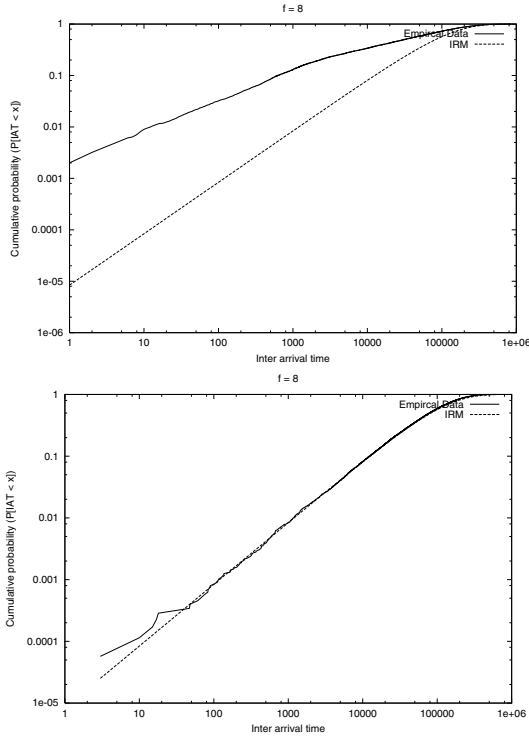 f = 8
Cumulative probability (P[IAT < x])
1
0.1
0.01
0.001
0.0001
1e-05
1e-06
Empircal Data
IRM
1 10 100 1000 10000 100000 1e+06
Inter arrival time
f = 8
Cumulative probability (P[IAT < x])
1
0.1
0.01
0.001
0.0001
1e-05
Empircal Data
IRM
1 10 100 1000 10000 100000 1e+06
Inter arrival time